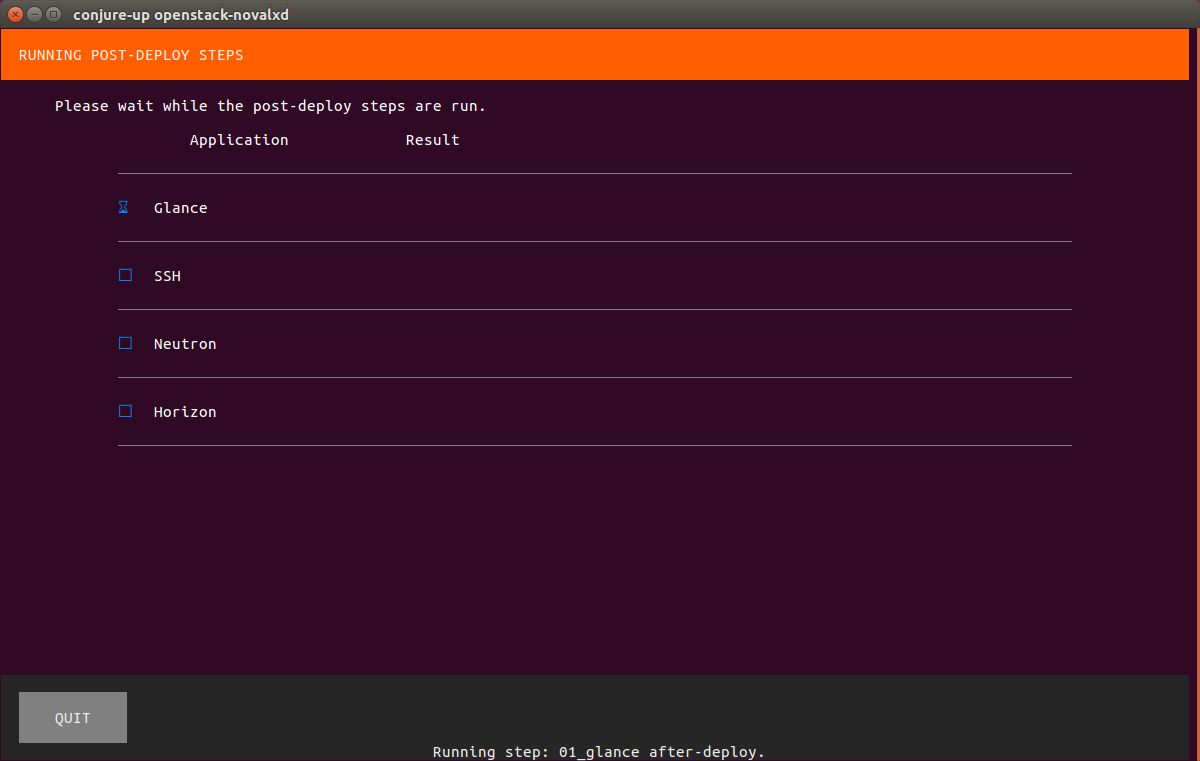 conjure-up openstack-novalxd
RUNNING POST-DEPLOY STEPS
Please wait while the post-deploy steps are run.
Application Result
Glance
SSH
Neutron
Horizon
QUIT
Running step: 01_glance after-deploy.